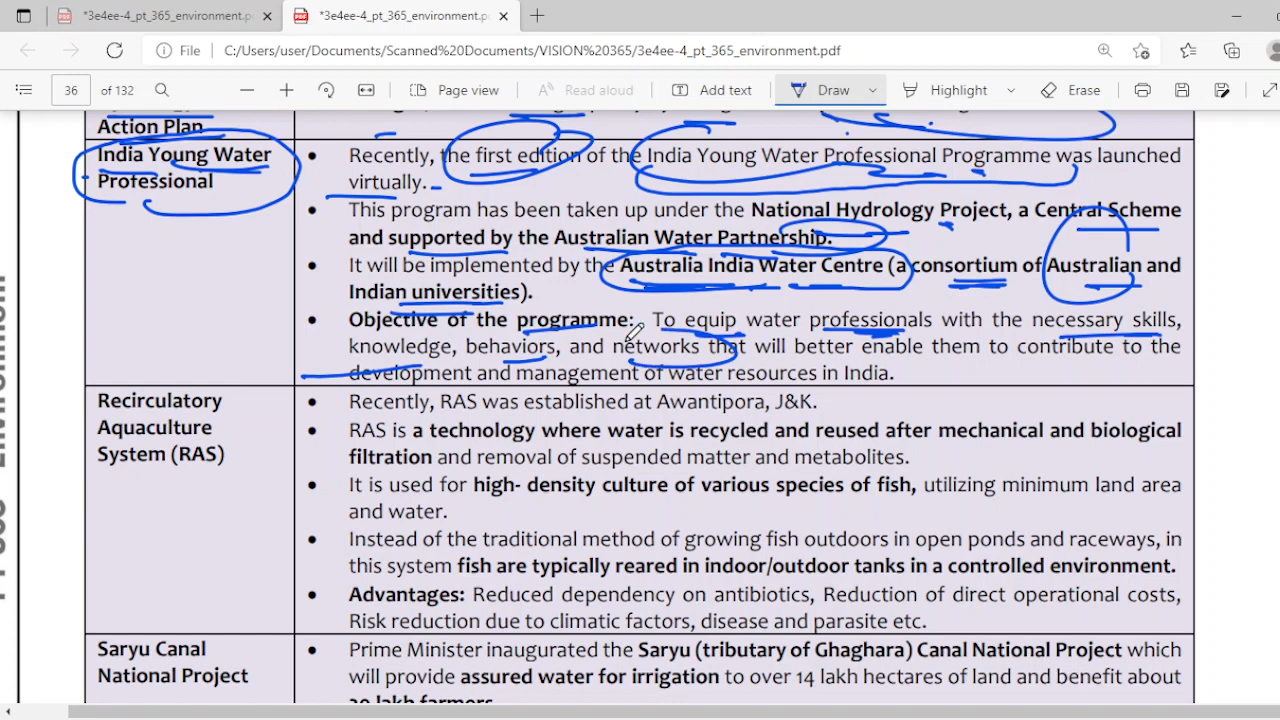 *3e4ee-4_pt_365_environment.p
*3e4ee-4_pt_365_environment.p
File
C:/Users/user/Documents/Scanned%20Documents/VISION%20365/3e4ee-4_pt_365_environment.pdf
36 of 132
Page view
Read aloud
Add text
Draw
Highlight
Erase
Action Plan
India Young Water
Professional
• Recently, the first edition of the India Young Water Professional Programme was launched
virtually.
• This program has been taken up under the National Hydrology Project, a Central Scheme
and supported by the Australian Water Partnership.
• It will be implemented by the Australia India Water Centre (a consortium of Australian and
Indian universities).
• Objective of the programme: To equip water professionals with the necessary skills,
knowledge, behaviors, and networks that will better enable them to contribute to the
development and management of water resources in India.
Recirculatory
Aquaculture
System (RAS)
• Recently, RAS was established at Awantipora, J&K.
• RAS is a technology where water is recycled and reused after mechanical and biological
filtration and removal of suspended matter and metabolites.
• It is used for high- density culture of various species of fish, utilizing minimum land area
and water.
• Instead of the traditional method of growing fish outdoors in open ponds and raceways, in
this system fish are typically reared in indoor/outdoor tanks in a controlled environment.
• Advantages: Reduced dependency on antibiotics, Reduction of direct operational costs,
Risk reduction due to climatic factors, disease and parasite etc.
Saryu Canal
National Project
• Prime Minister inaugurated the Saryu (tributary of Ghaghara) Canal National Project which
will provide assured water for irrigation to over 14 lakh hectares of land and benefit about
lakh farmers